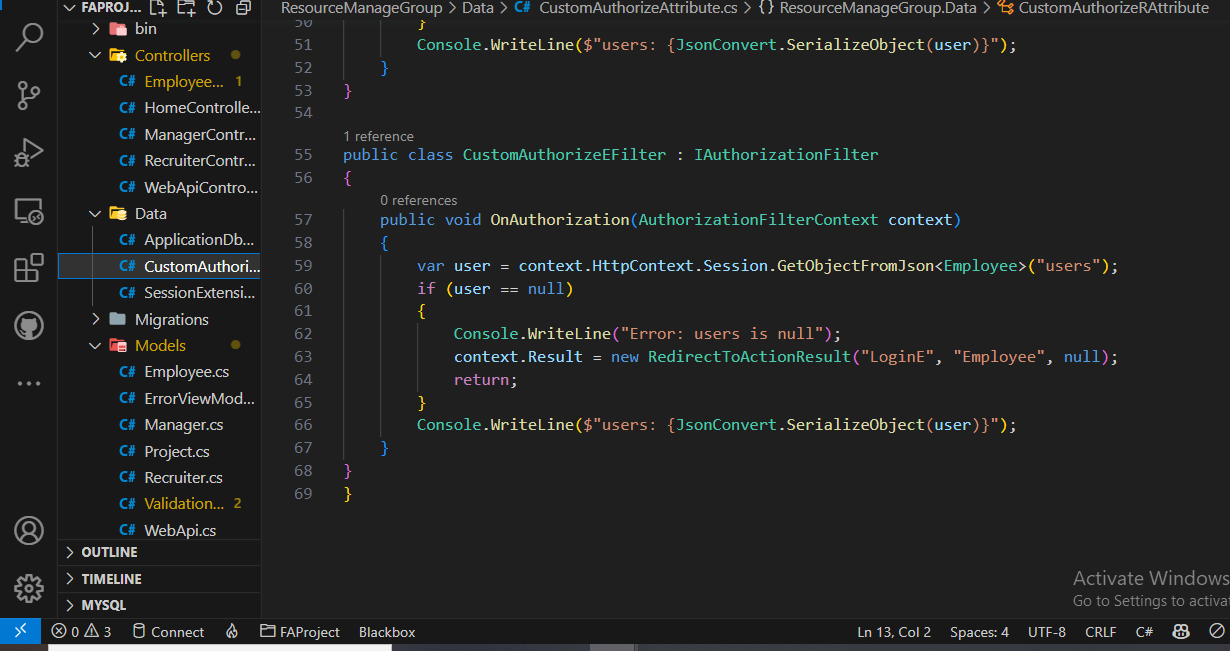 FAPROJ...
ResourceManageGroup > Data > C# CustomAuthorizeAttribute.cs > {} ResourceManageGroup.Data > CustomAuthorizeRAttribute
bin
Controllers
C# Employee... 1
C# HomeControlle...
C# ManagerContr...
C# RecruiterContr...
C# WebApiContro...
Data
C# ApplicationDb...
C# CustomAuthori...
C# SessionExtensi...
Migrations
Models
C# Employee.cs
C# ErrorViewMod...
C# Manager.cs
C# Project.cs
C# Recruiter.cs
C# Validation... 2
C# WebApi.cs
OUTLINE
TIMELINE
MYSQL
50 }
51 Console.WriteLine($"users: {JsonConvert.SerializeObject(user)}");
52 }
53 }
54
1 reference
55 public class CustomAuthorizeEFilter : IAuthorizationFilter
56 {
0 references
57 public void OnAuthorization(AuthorizationFilterContext context)
58 {
59 var user = context.HttpContext.Session.GetObjectFromJson<Employee>("users");
60 if (user == null)
61 {
62 Console.WriteLine("Error: users is null");
63 context.Result = new RedirectToActionResult("LoginE", "Employee", null);
64 return;
65 }
66 Console.WriteLine($"users: {JsonConvert.SerializeObject(user)}");
67 }
68 }
69 }
Activate Windows
Go to Settings to activa
0 3 Connect FAProject Blackbox Ln 13, Col 2 Spaces: 4 UTF-8 CRLF C#